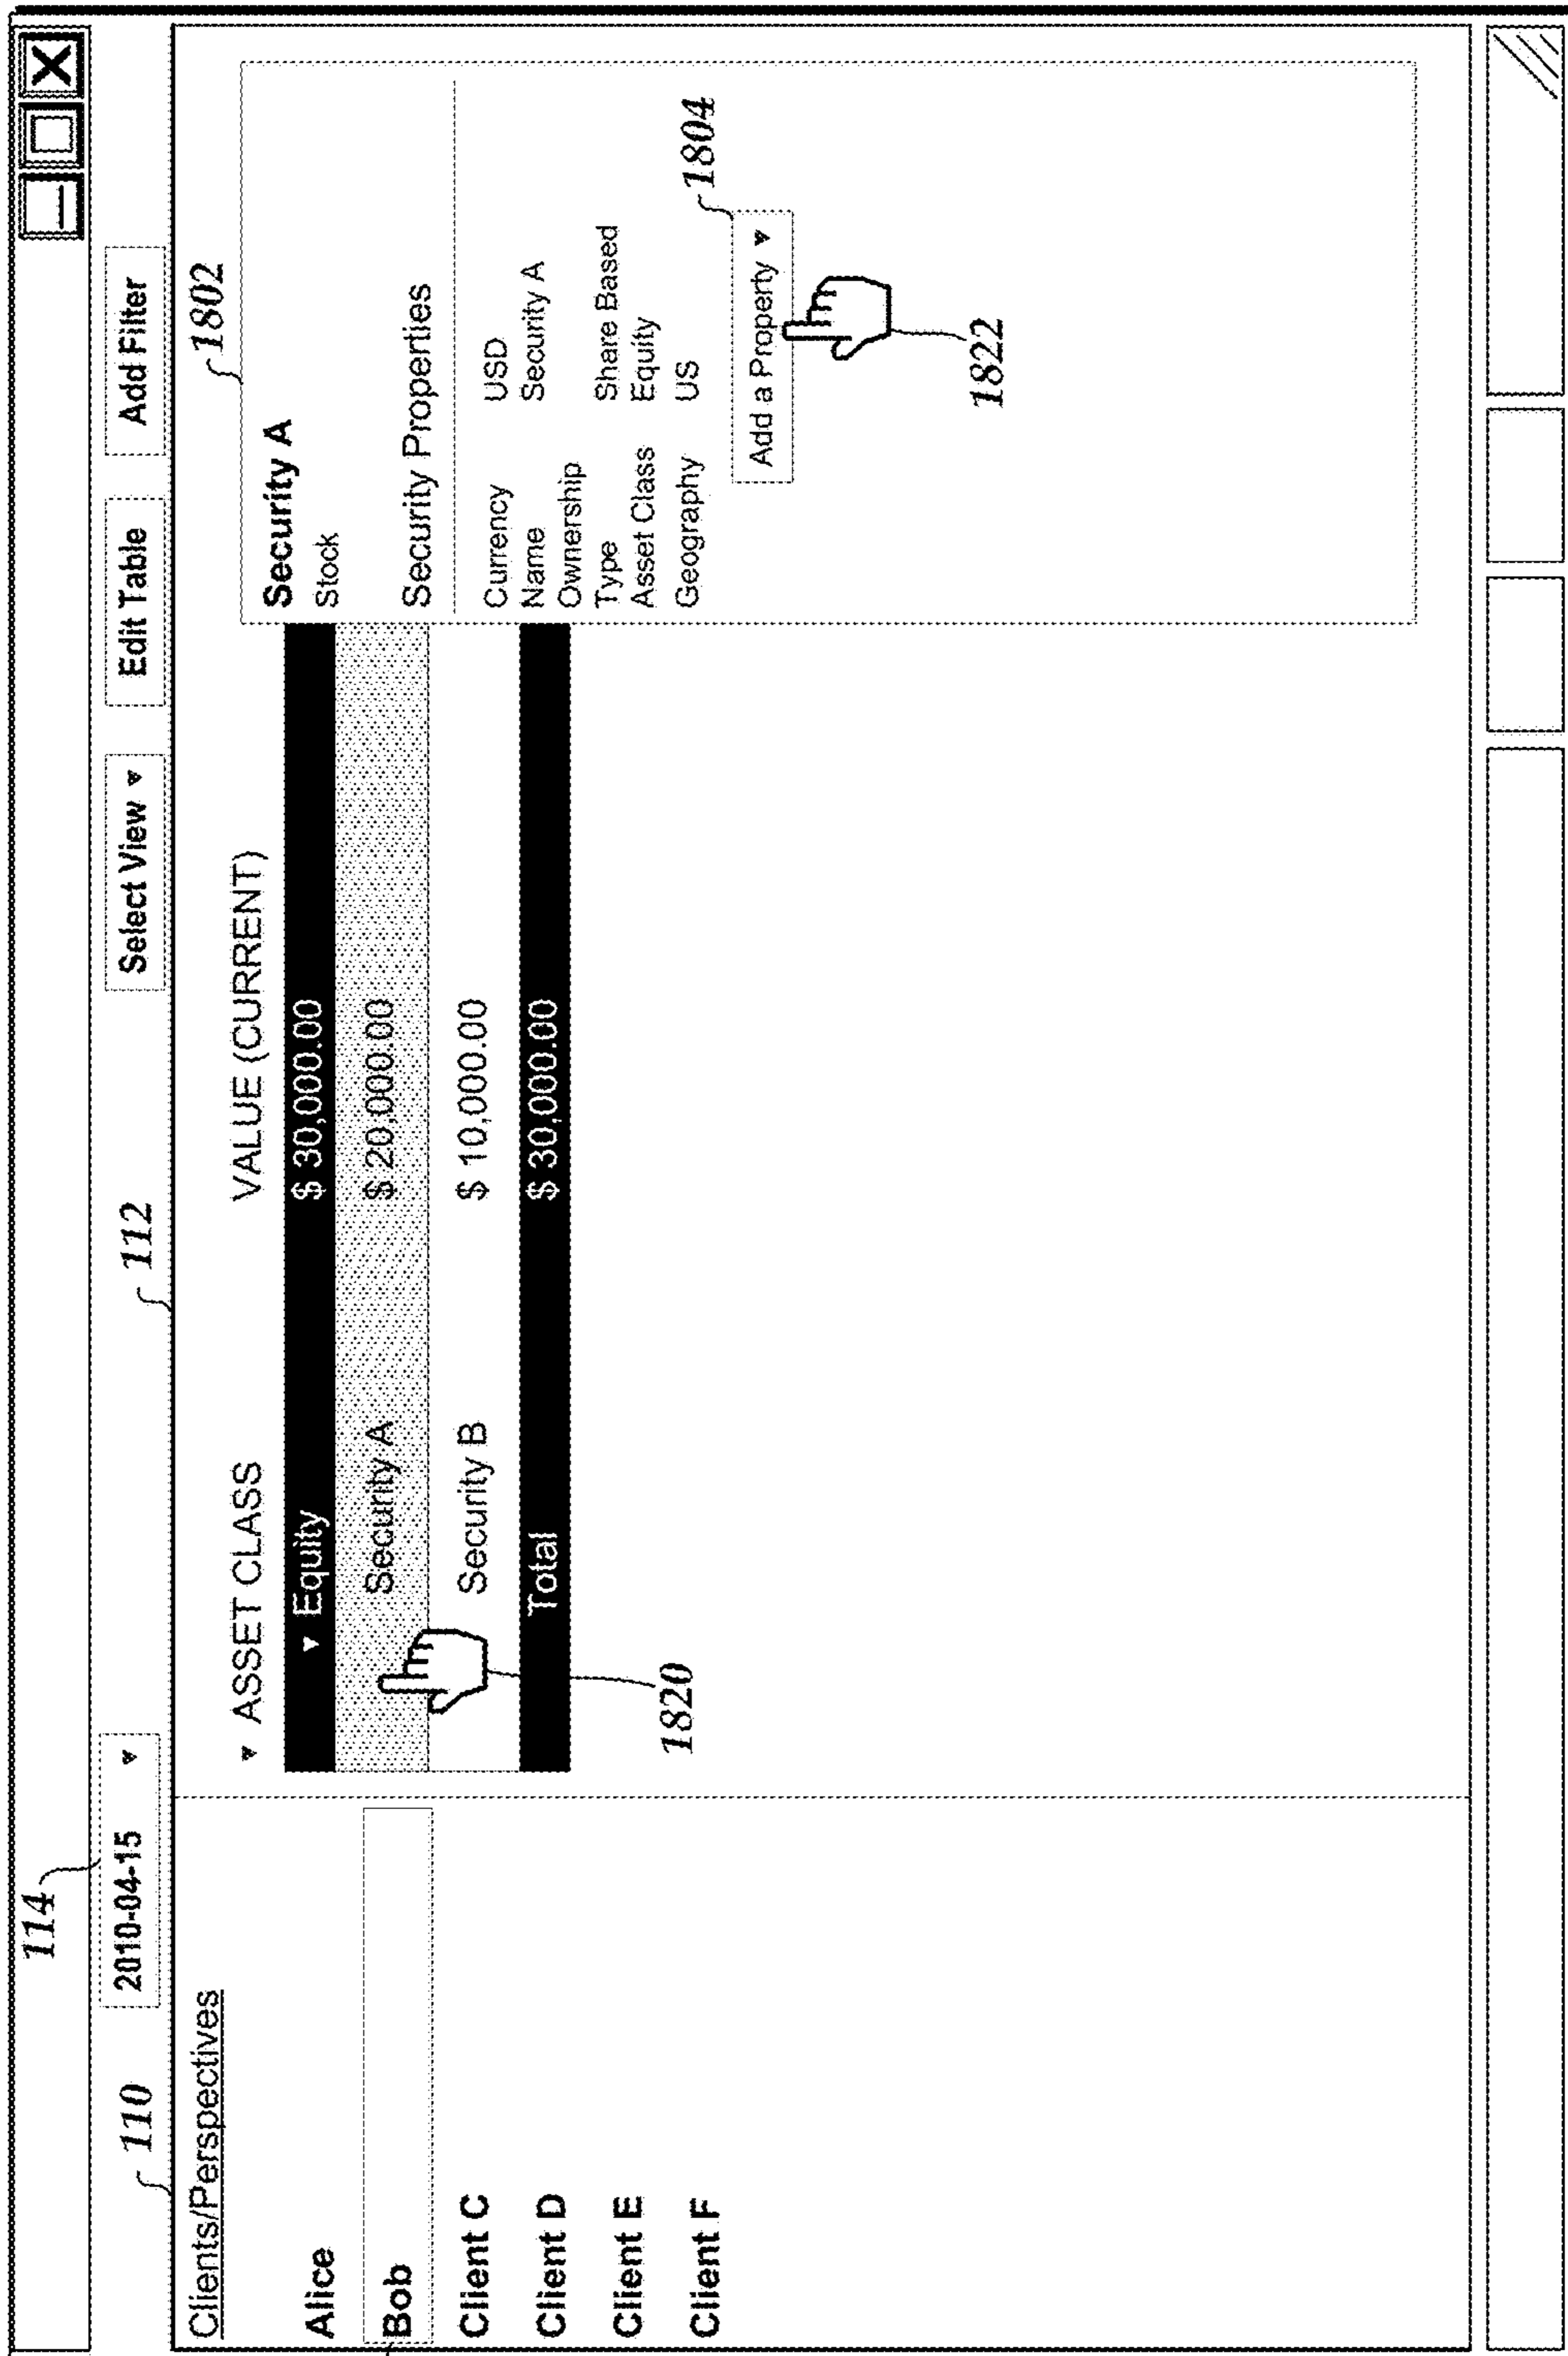 114
110
2010-04-15 ▾
112
Select View ▾
Edit Table
Add Filter
Clients/Perspectives
Alice
Bob
Client C
Client D
Client E
Client F
▾ ASSET CLASS VALUE (CURRENT)
▾ Equity $ 30,000.00
Security A $ 20,000.00
Security B $ 10,000.00
Total $ 30,000.00
1820
1802
Security A
Stock
Security Properties
Currency USD
Name Security A
Ownership
Type Share Based
Asset Class Equity
Geography US
1804
Add a Property ▾
1822